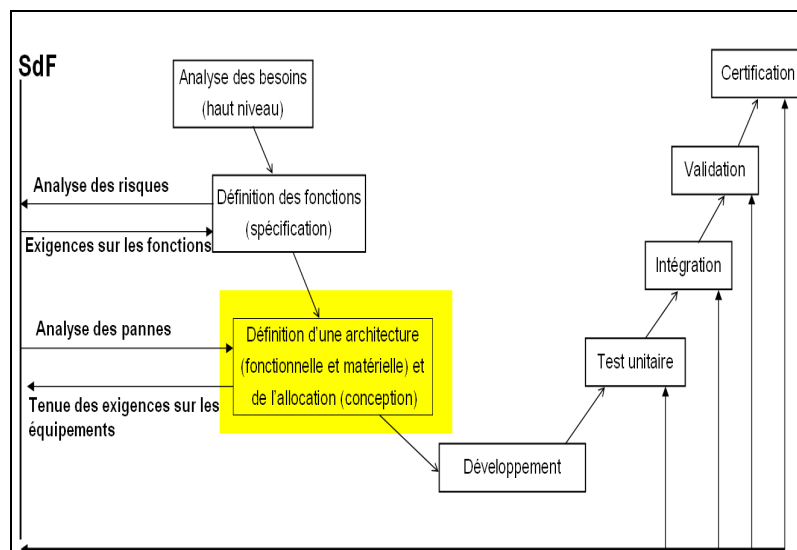 SdF
Analyse des besoins
(haut niveau)
Certification
Analyse des risques
Définition des fonctions
(spécification)
Exigences sur les fonctions
Validation
Intégration
Analyse des pannes
Définition d'une architecture
(fonctionnelle et matérielle) et
de l'allocation (conception)
Tenue des exigences sur les
équipements
Test unitaire
Développement